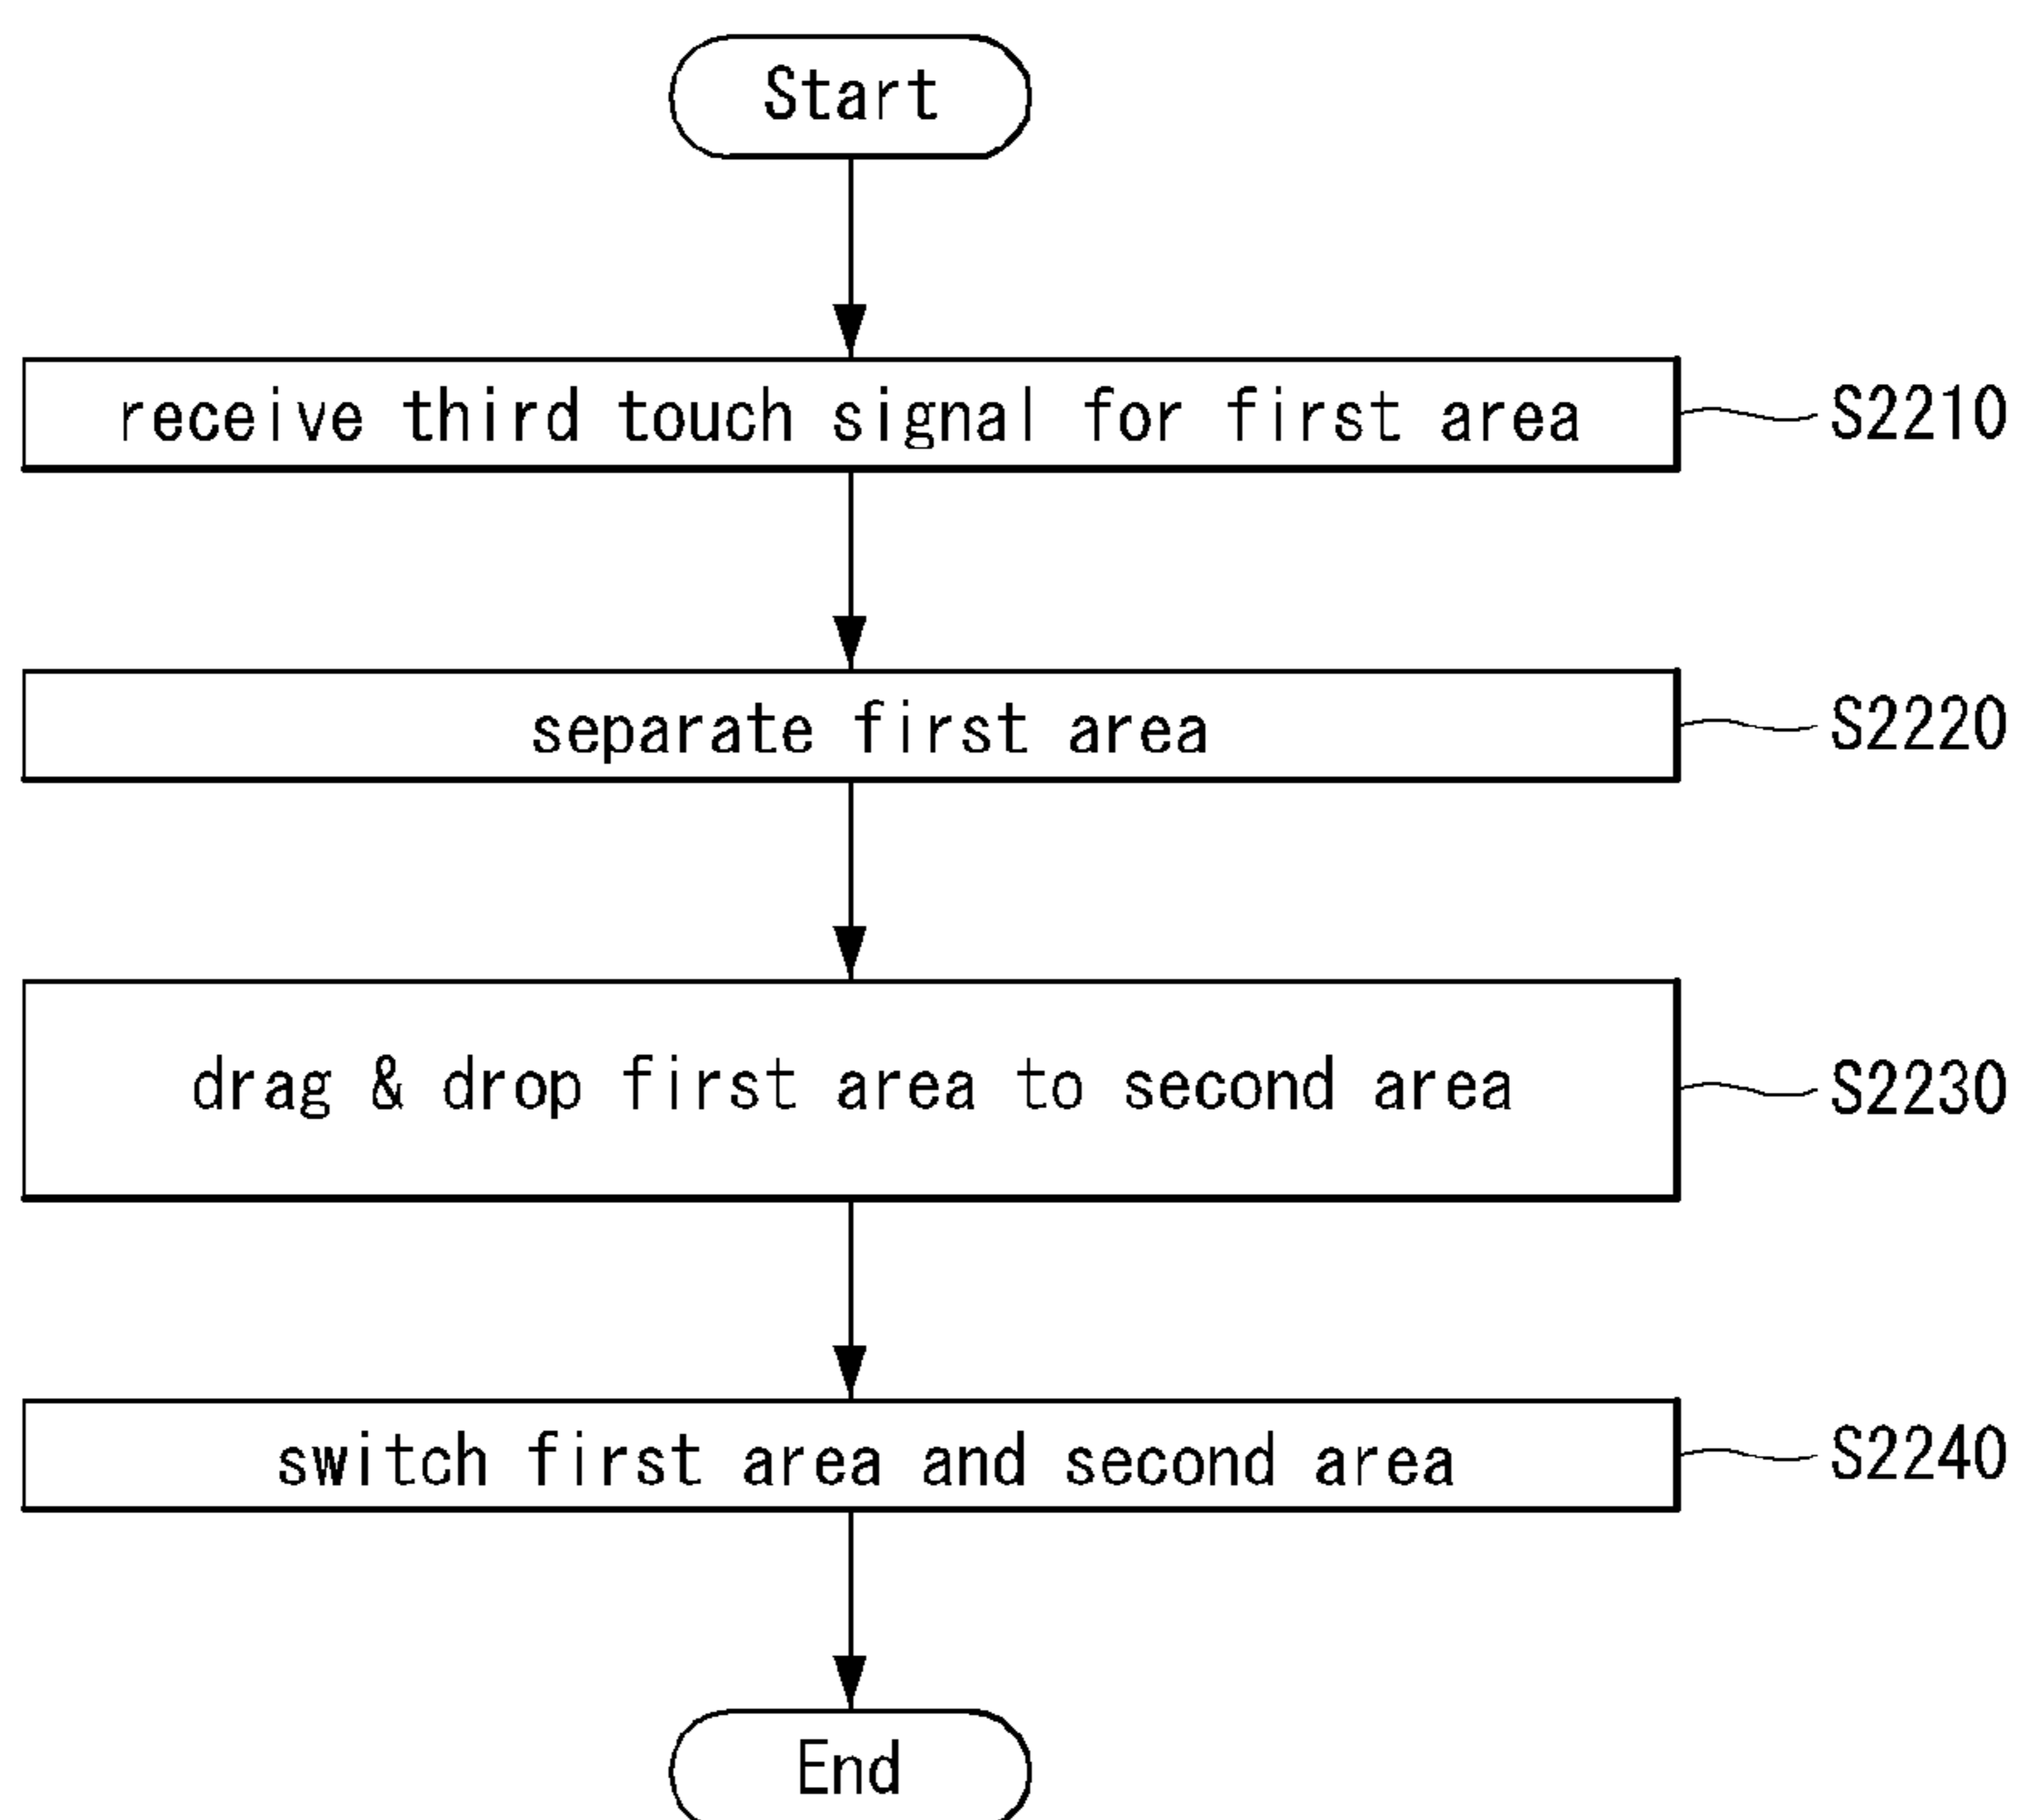 Start
receive third touch signal for first area
S2210
separate first area
S2220
drag & drop first area to second area
S2230
switch first area and second area
S2240
End